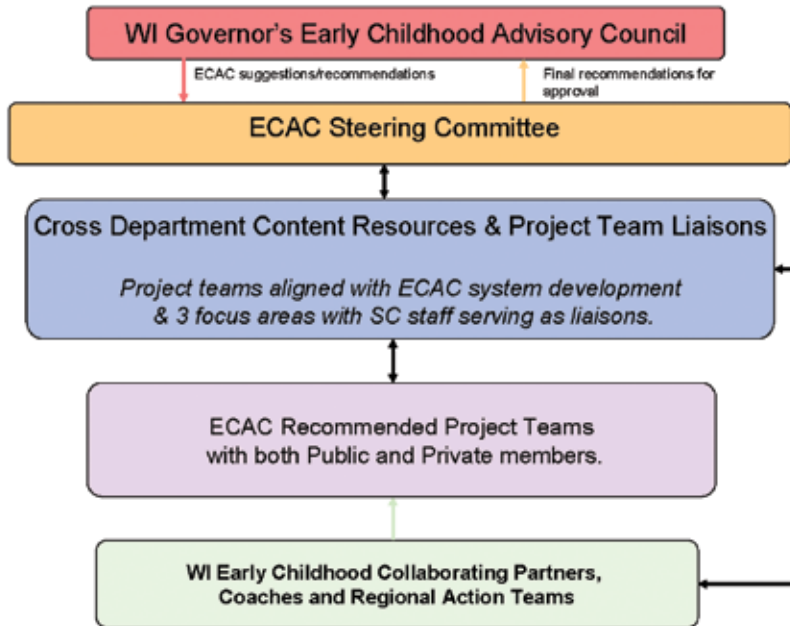 WI Governor's Early Childhood Advisory Council
ECAC suggestions/recommendations
Final recommendations for
approval
ECAC Steering Committee
Cross Department Content Resources & Project Team Liaisons
Project teams aligned with ECAC system development
& 3 focus areas with SC staff serving as liaisons.
ECAC Recommended Project Teams
with both Public and Private members.
WI Early Childhood Collaborating Partners,
Coaches and Regional Action Teams